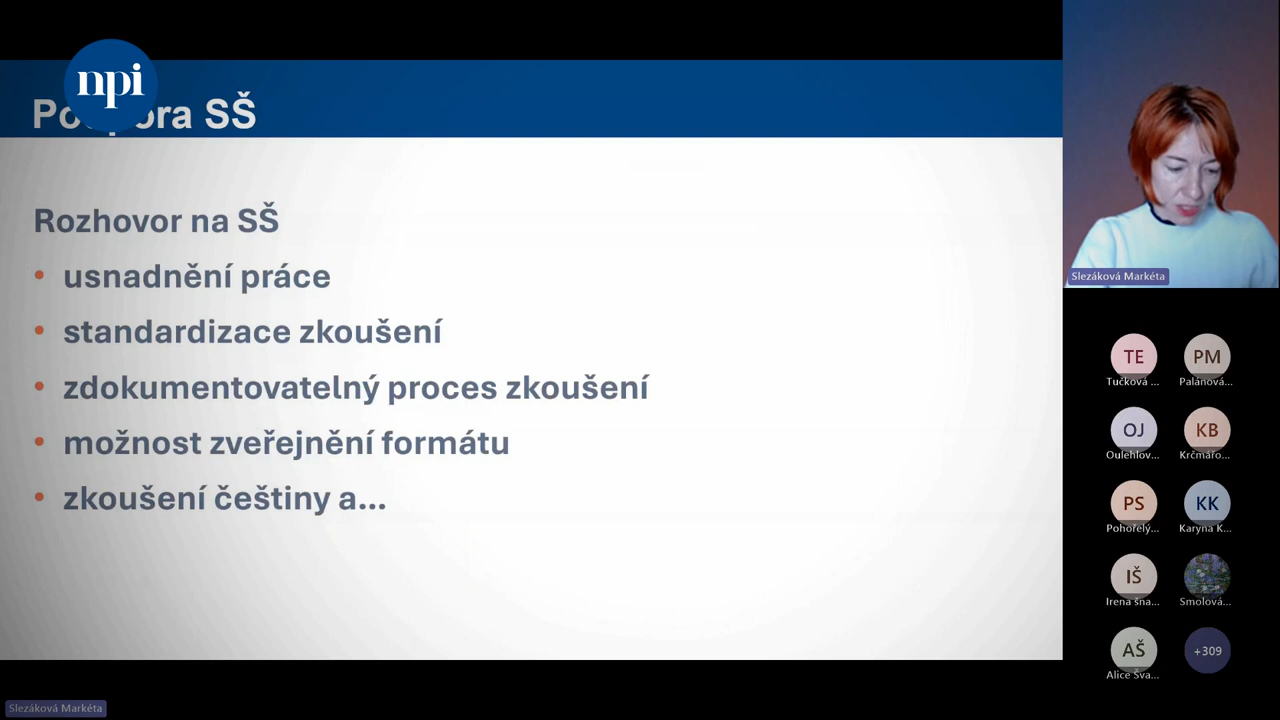 npi
Po ora SŠ
Rozhovor na SŠ
• usnadnění práce
• standardizace zkoušení
• zdokumentovatelný proces zkoušení
• možnost zveřejnění formátu
• zkoušení češtiny a...
Slezáková Markéta
TE
Tučková ...
PM
Palánová...
OJ
Oulehlov...
KB
Krčmářo...
PS
Pohořelý...
KK
Karyna K...
IŠ
Irena šna...
Smolová...
AŠ
Alice Šva...
+309
Slezáková Markéta